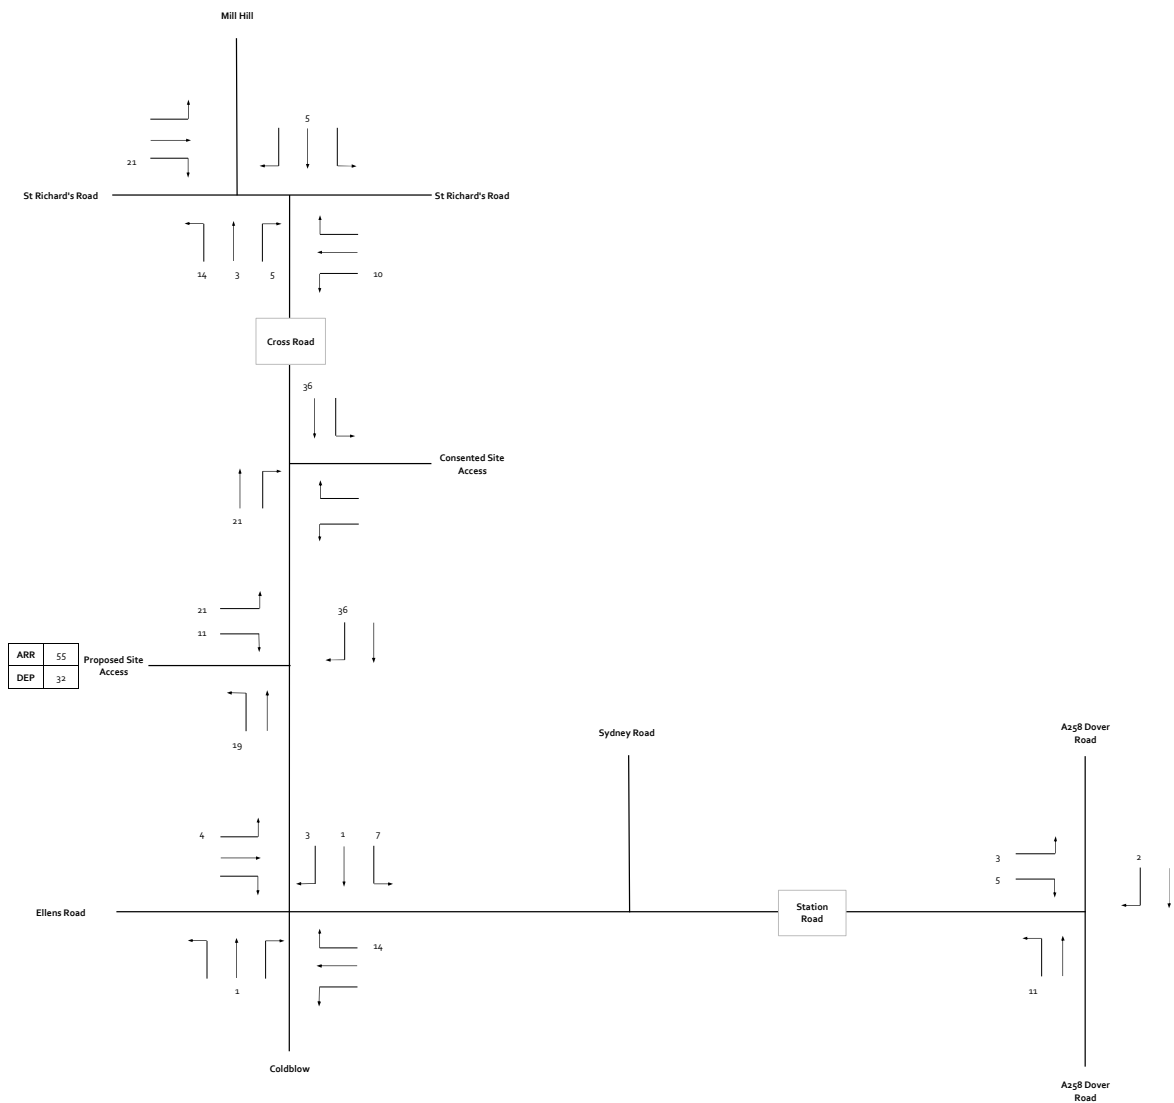 Mill Hill
5
21
St Richard's Road
St Richard's Road
14
3
5
10
Cross Road
36
Consented Site
Access
21
21
11
36
ARR 55
DEP 32
Proposed Site
Access
19
Sydney Road
A258 Dover
Road
4
3
1
7
3
5
2
Ellens Road
Station
Road
14
1
11
Coldblow
A258 Dover
Road